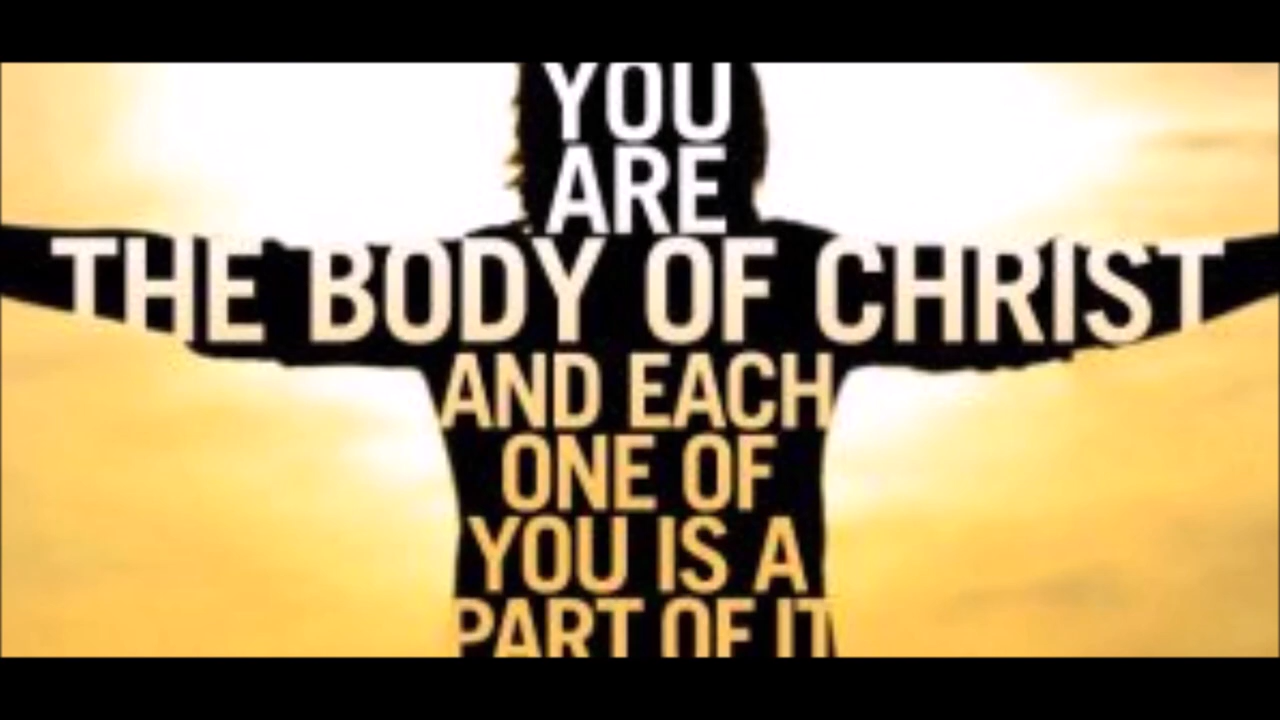 YOU
ARE
THE BODY OF CHRIST
AND EACH
ONE OF
YOU IS A
PART OF IT